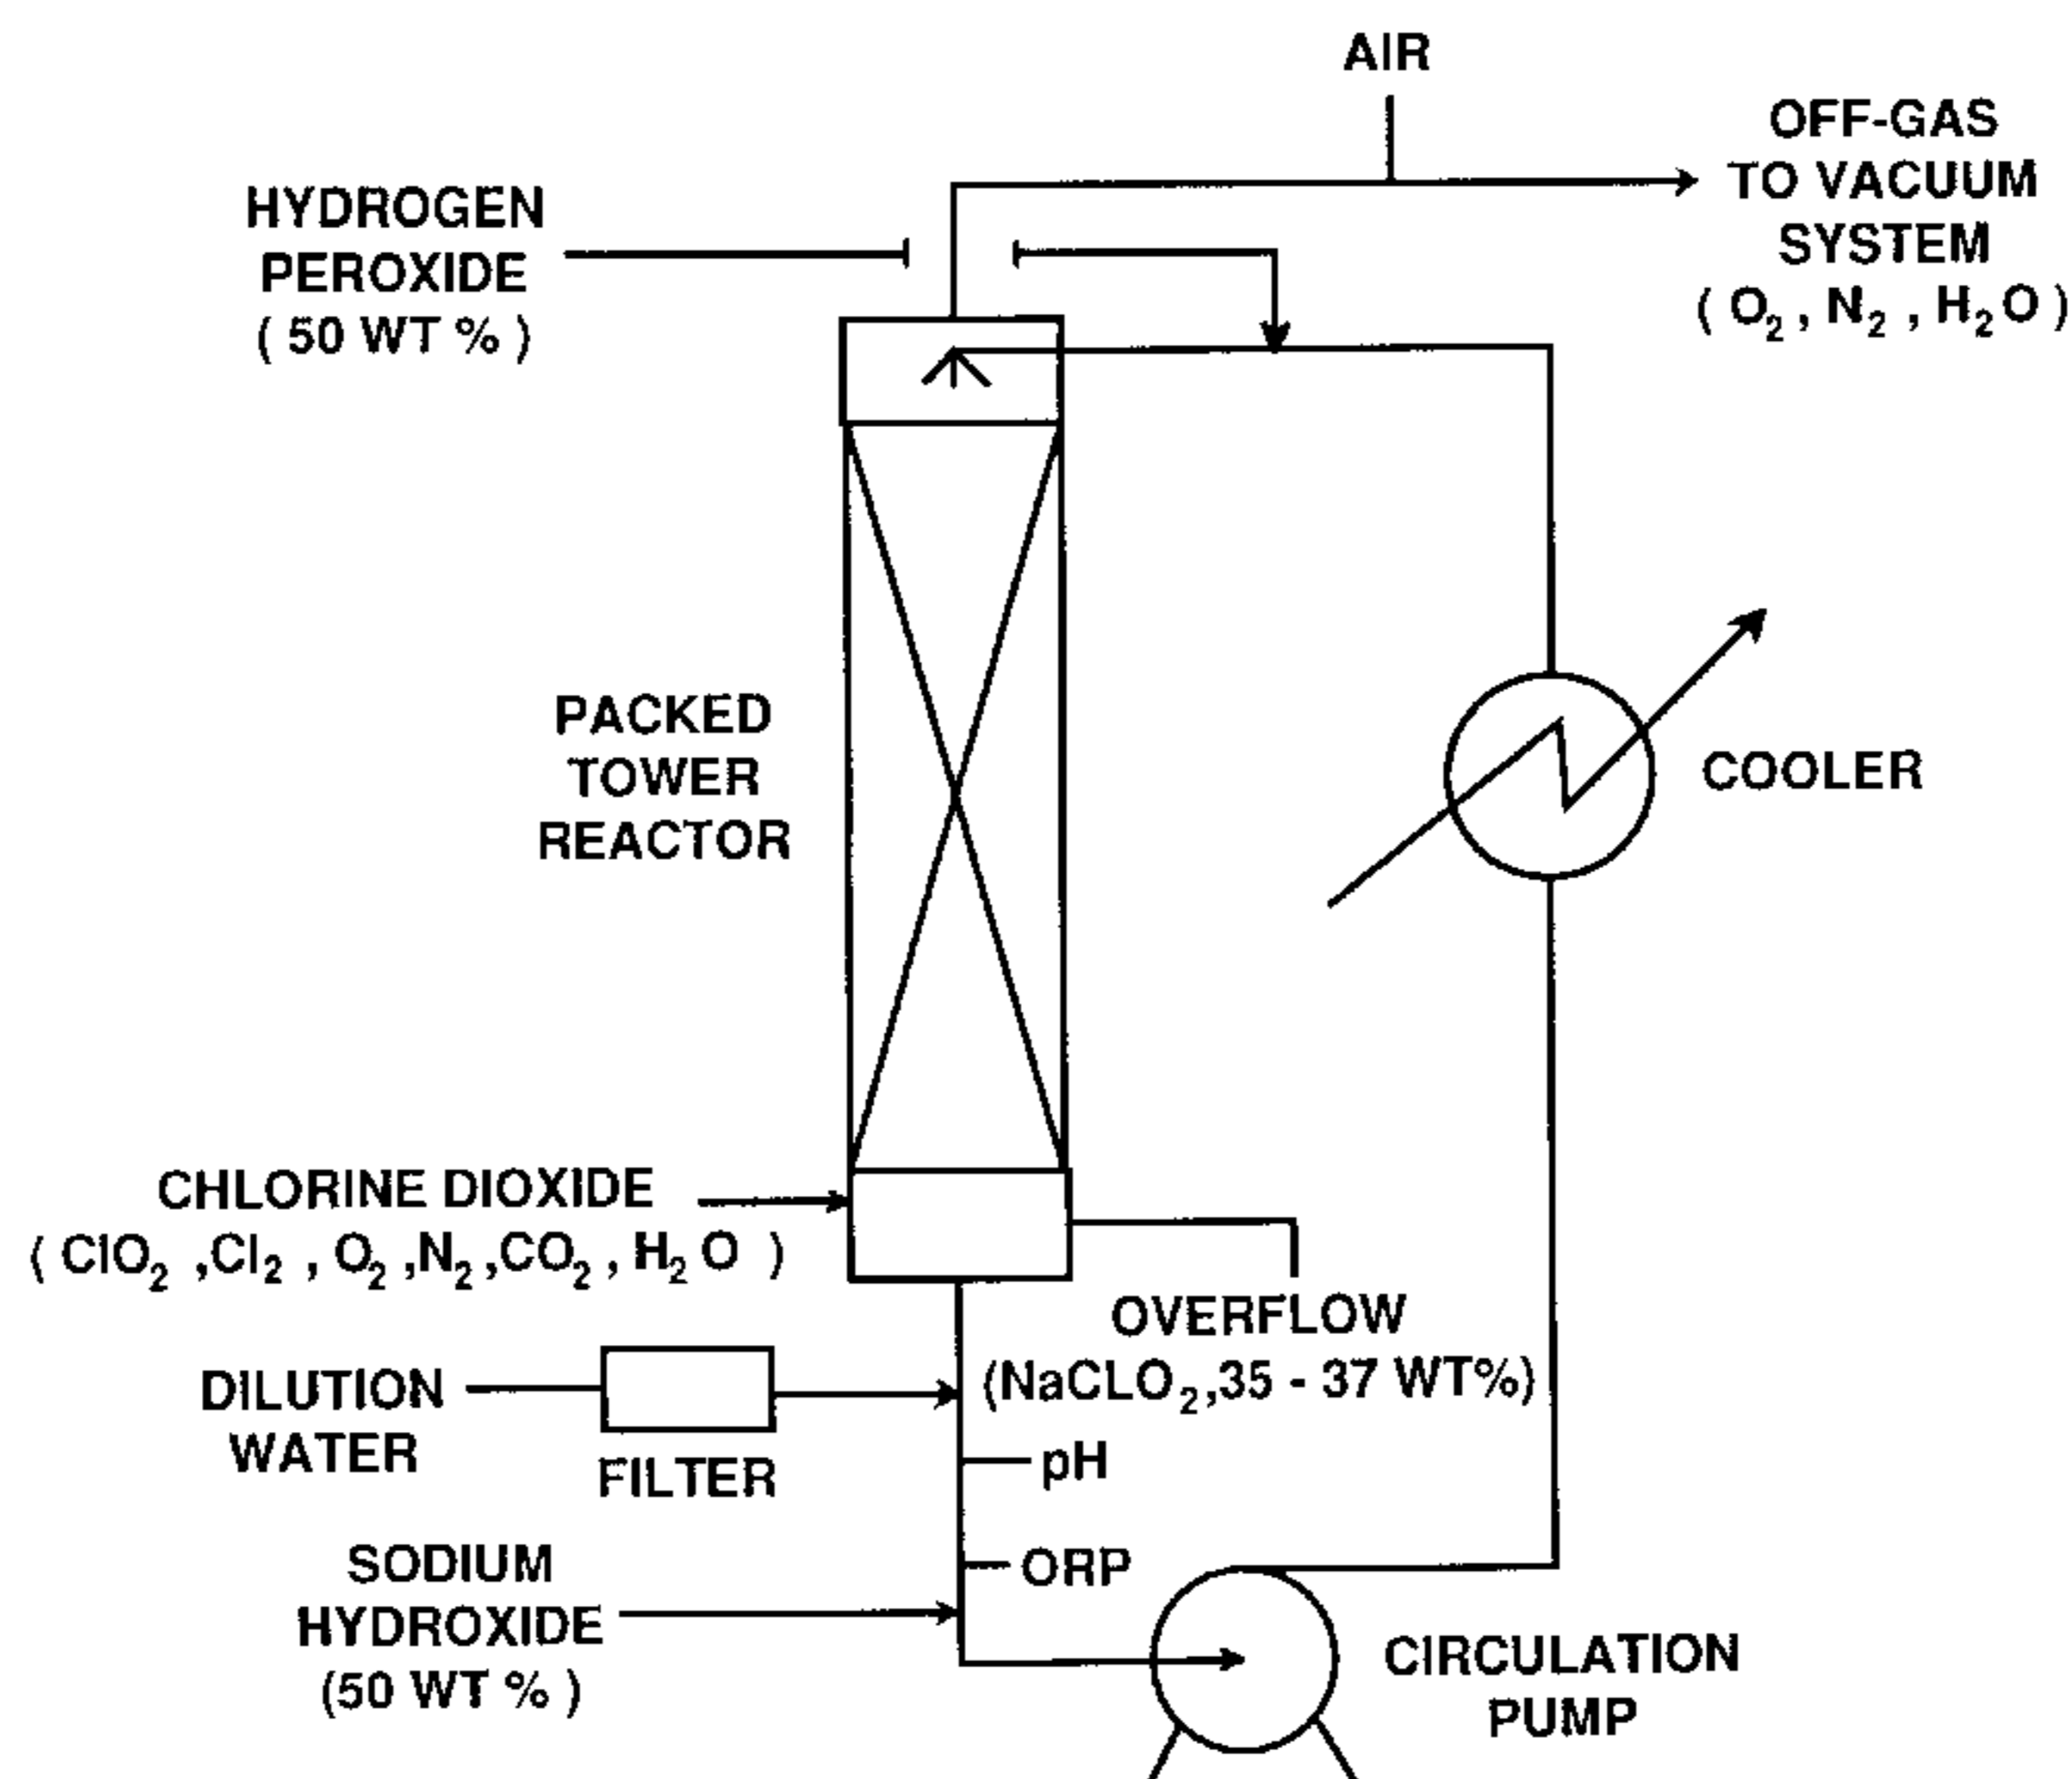 AIR
OFF-GAS
TO VACUUM
SYSTEM
( O₂ , N₂ , H₂O )
HYDROGEN
PEROXIDE
( 50 WT % )
PACKED
TOWER
REACTOR
COOLER
CHLORINE DIOXIDE
( ClO₂ ,Cl₂ , O₂ ,N₂ ,CO₂ , H₂ O )
OVERFLOW
(NaCLO₂ ,35 - 37 WT%)
DILUTION
WATER
FILTER
pH
ORP
SODIUM
HYDROXIDE
(50 WT % )
CIRCULATION
PUMP